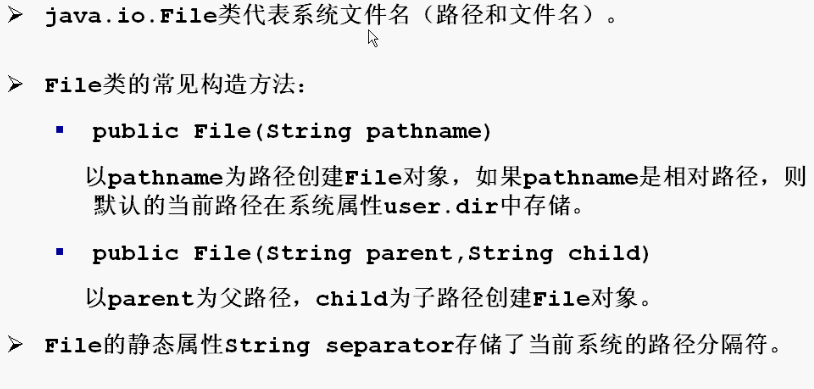 java.io.File类代表系统文件名（路径和文件名）。
File类的常见构造方法：
public File(String pathname)
以pathname为路径创建File对象，如果pathname是相对路径，则
默认的当前路径在系统属性user.dir中存储。
public File(String parent,String child)
以parent为父路径，child为子路径创建File对象。
File的静态属性String separator存储了当前系统的路径分隔符。